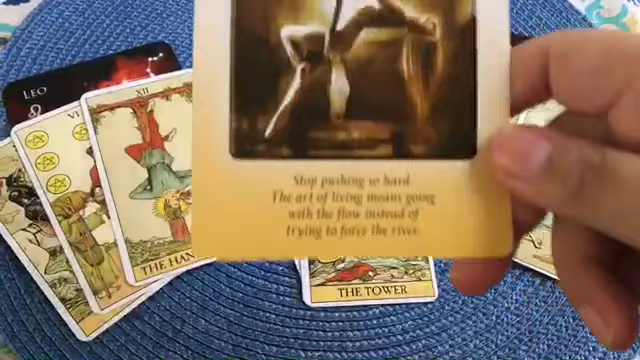 LEO
VI
XII
Stop pushing so hard.
The art of living means going
with the flow instead of
trying to force the river.
THE HAN
THE TOWER